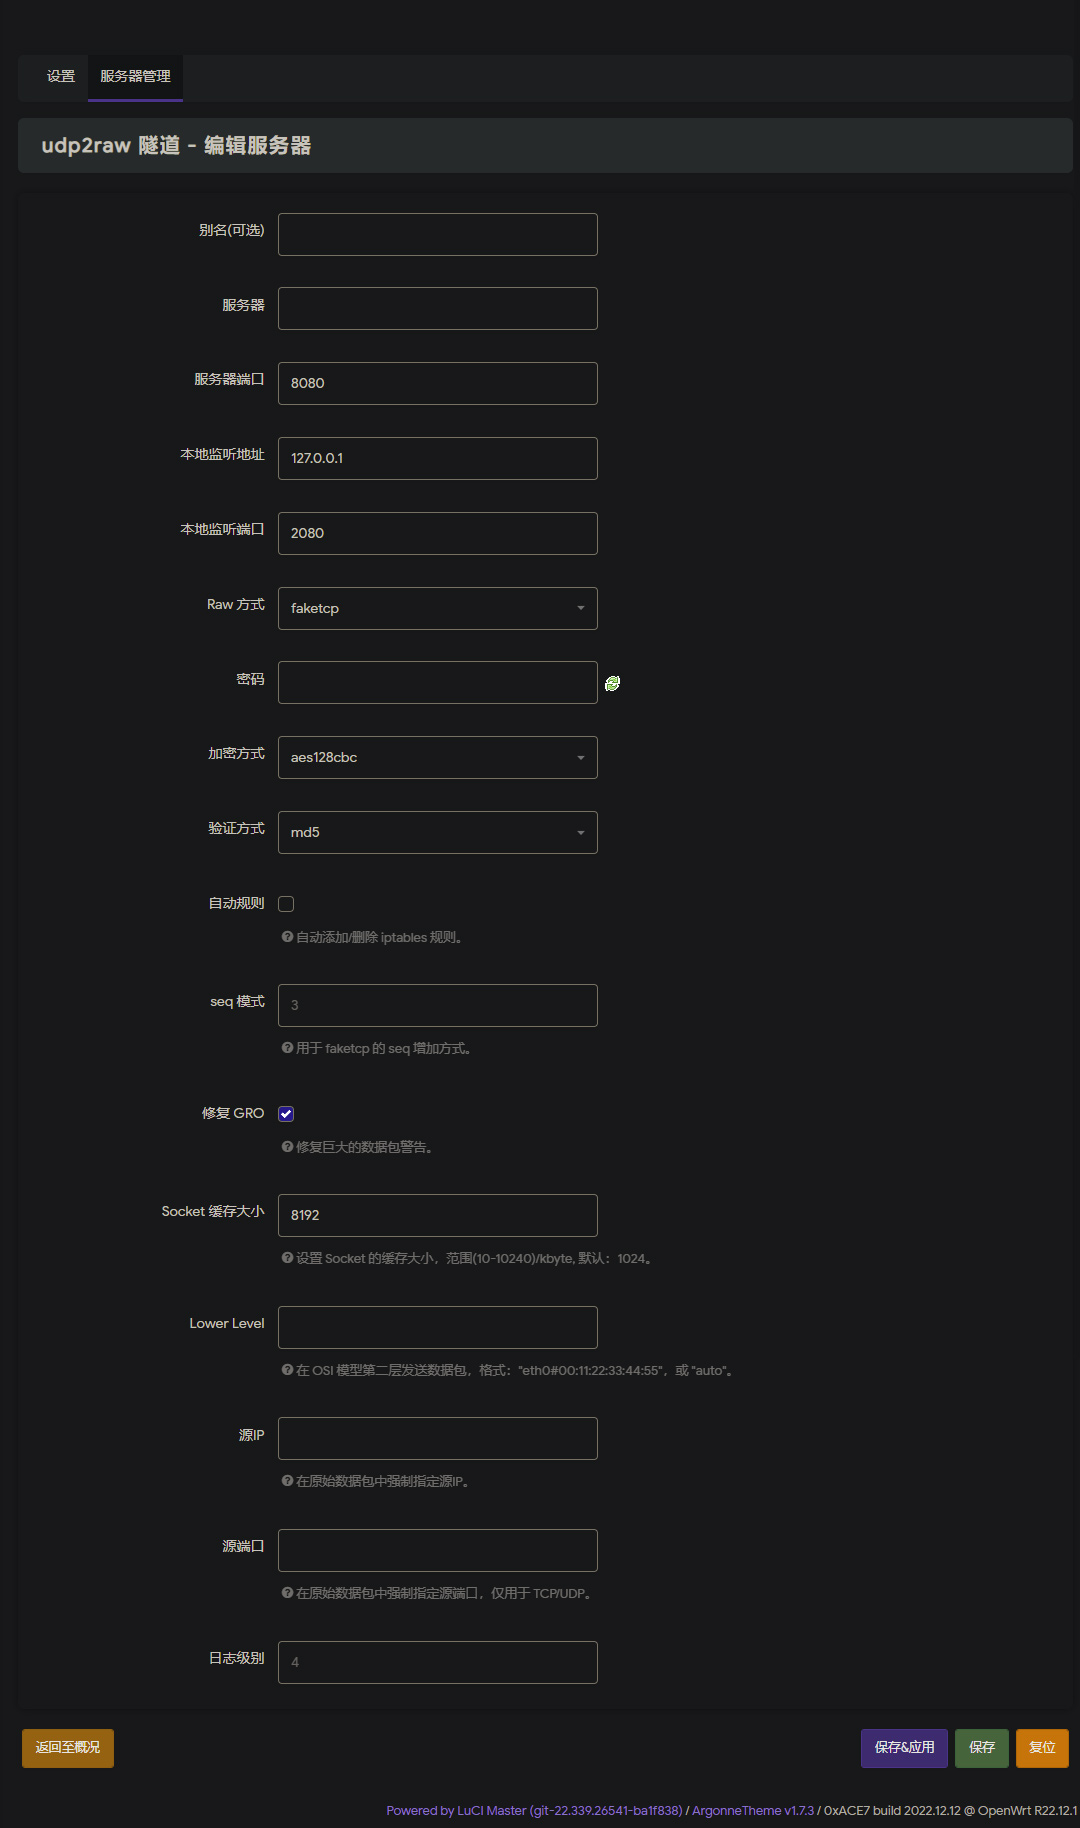 设置 服务器管理
udp2raw 隧道 - 编辑服务器
别名(可选)
服务器
服务器端口 8080
本地监听地址 127.0.0.1
本地监听端口 2080
Raw 方式 faketcp
密码
加密方式 aes128cbc
验证方式 md5
自动规则
自动添加/删除 iptables 规则。
seq 模式 3
用于 faketcp 的 seq 增加方式。
修复 GRO
修复巨大的数据包警告。
Socket 缓存大小 8192
设置 Socket 的缓存大小，范围(10-10240)/kbyte, 默认：1024。
Lower Level
在 OSI 模型第二层发送数据包，格式："eth0#00:11:22:33:44:55"，或 "auto"。
源IP
在原始数据包中强制指定源IP。
源端口
在原始数据包中强制指定源端口，仅用于 TCP/UDP。
日志级别 4
返回至概况 保存&应用 保存 复位
Powered by LuCI Master (git-22.339.26541-ba1f838) / ArgonneTheme v1.7.3 / 0xACE7 build 2022.12.12 @ OpenWrt R22.12.1